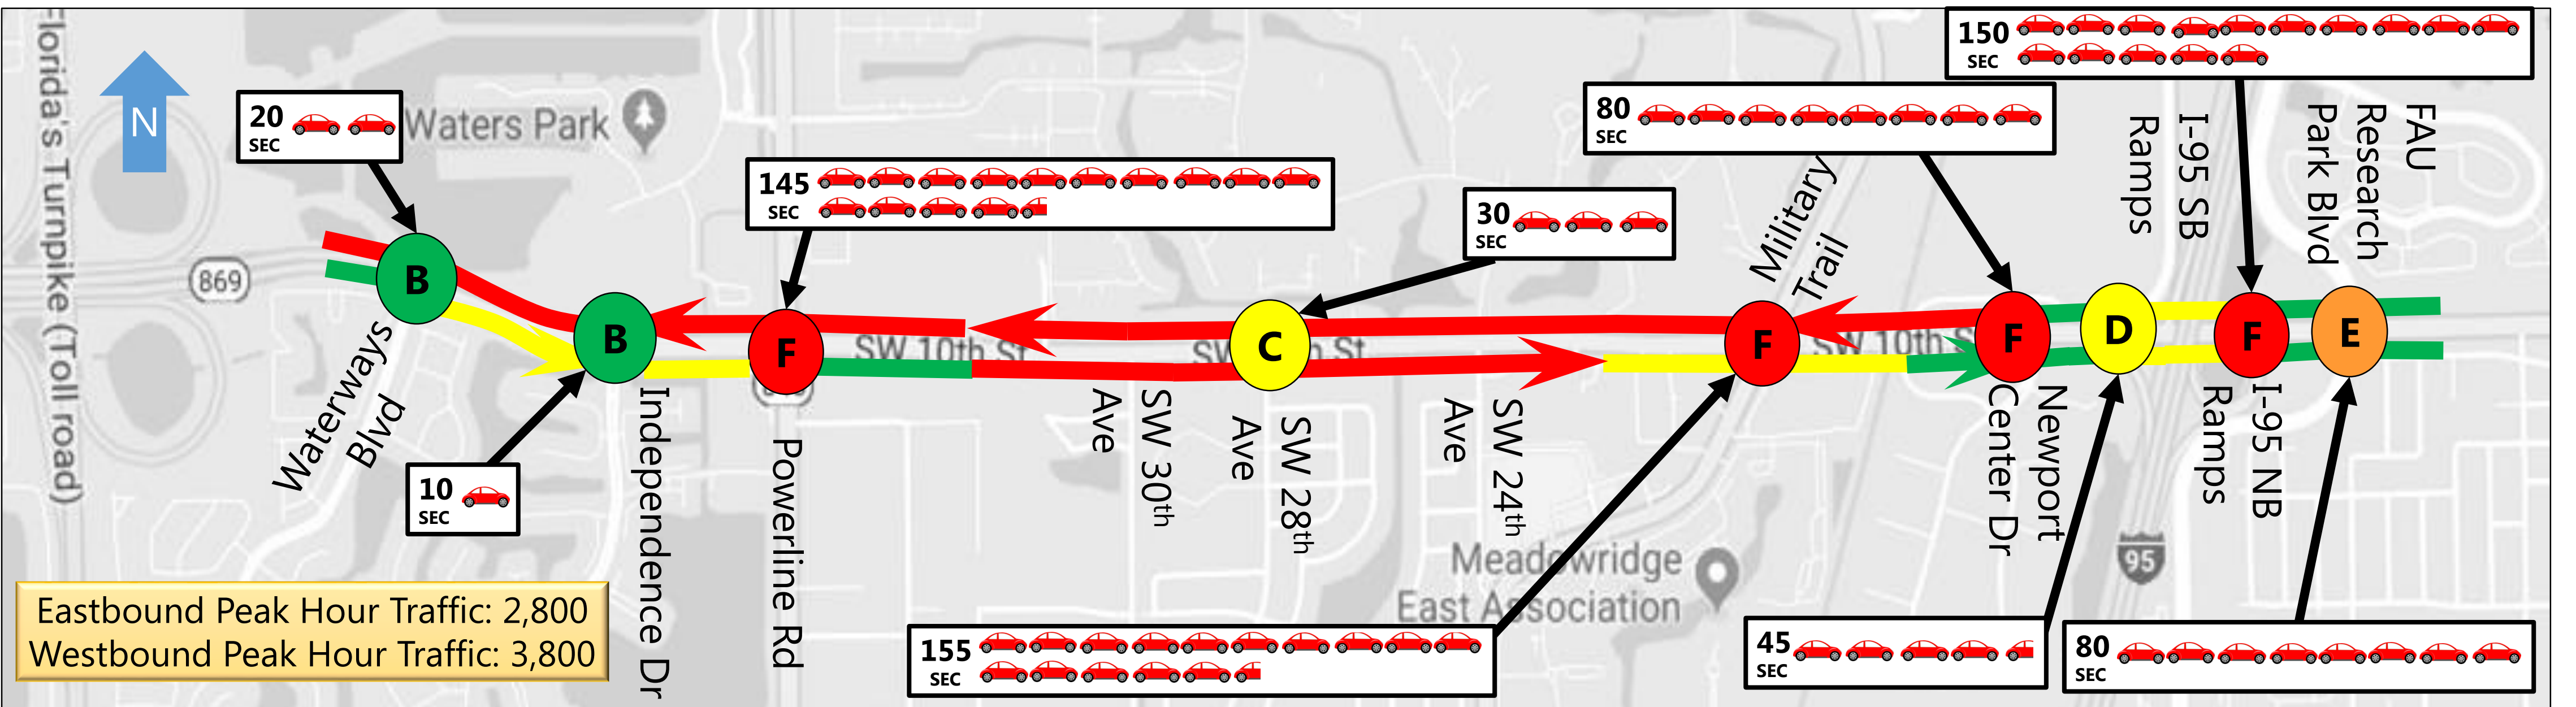 Florida's Turnpike (Toll road)
N
869
20
SEC
Waters Park
145
SEC
30
SEC
80
SEC
150
SEC
Military
Trail
I-95 SB
Ramps
FAU
Research
Park Blvd
B
B
F
C
F
F
D
F
E
SW 10th St
SW 10th St
SW 10th S
Waterways
Blvd
Independence Dr
Powerline Rd
SW 30th
Ave
SW 28th
Ave
SW 24th
Ave
Newport
Center Dr
I-95 NB
Ramps
10
SEC
Meadowridge
East Association
95
155
SEC
45
SEC
80
SEC
Eastbound Peak Hour Traffic: 2,800
Westbound Peak Hour Traffic: 3,800